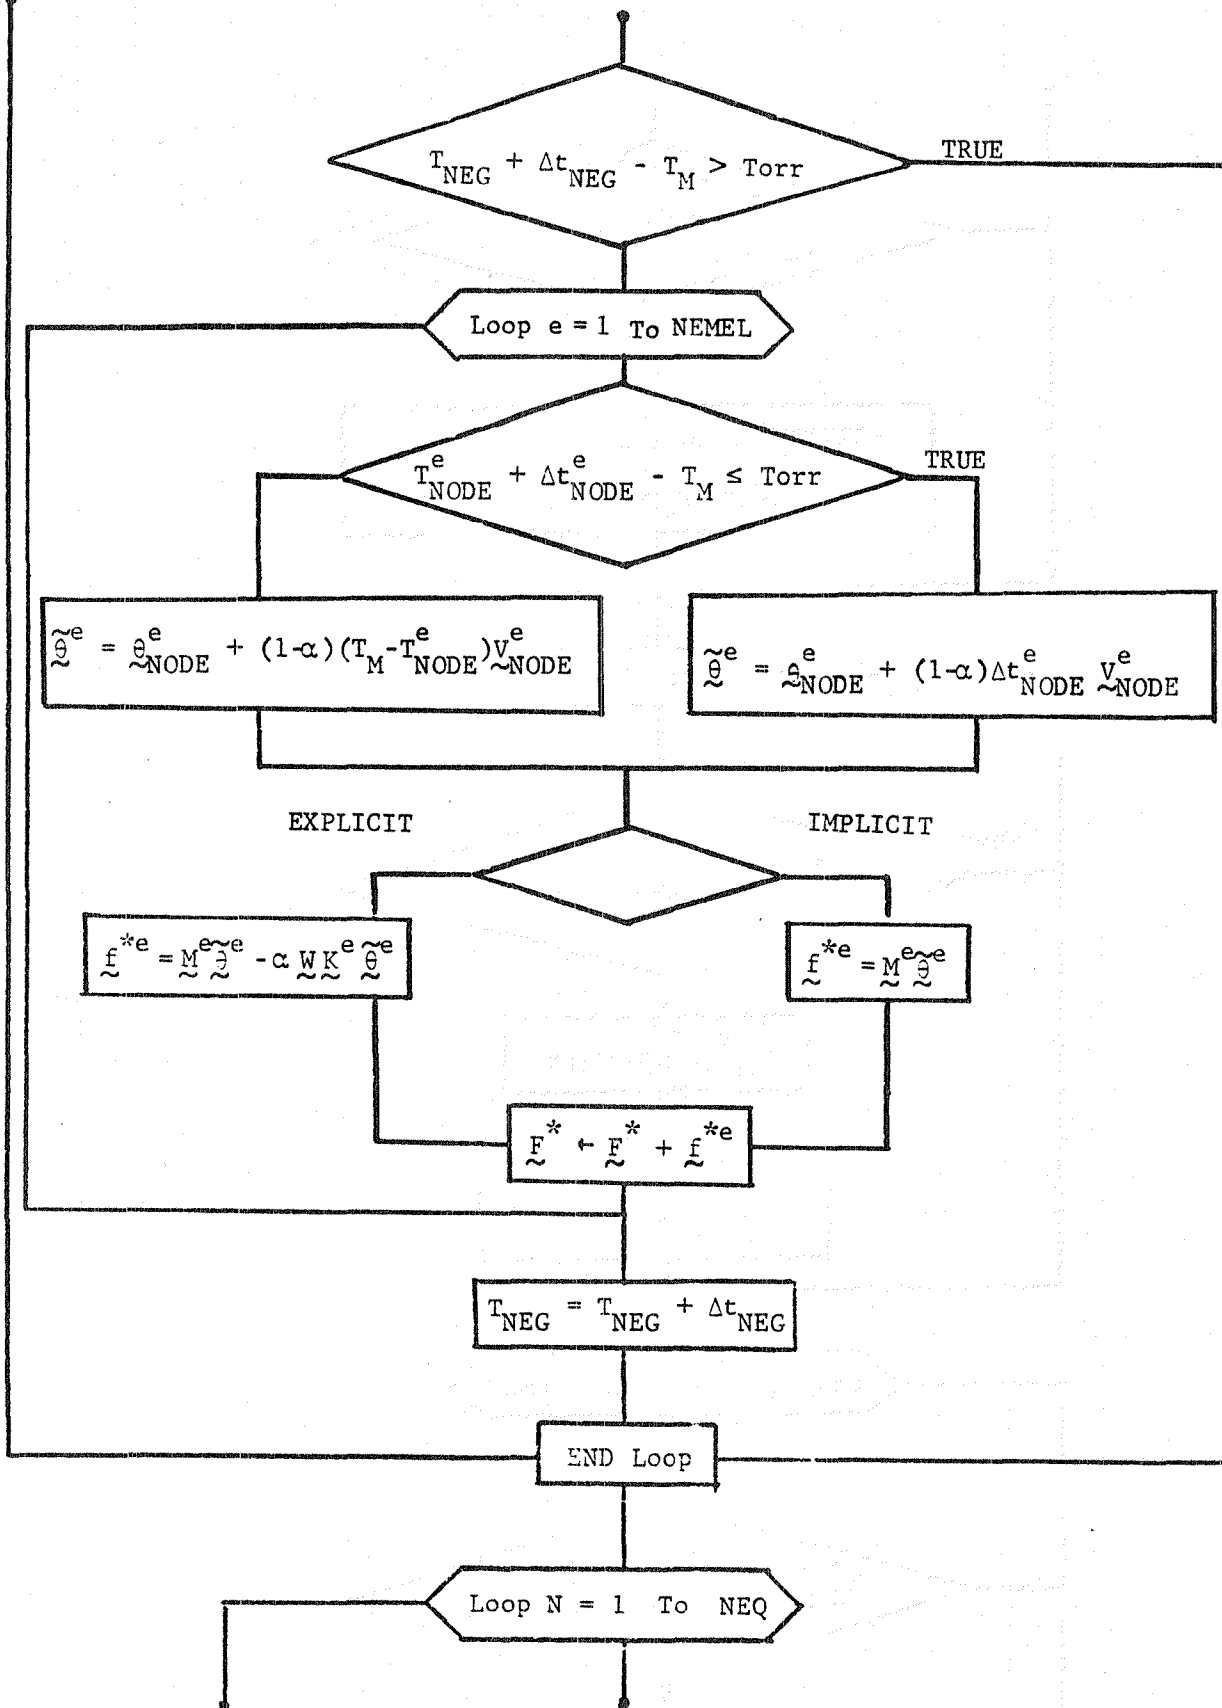 T_NEG + Δt_NEG - T_M > Torr
TRUE
Loop e = 1 To NEMEL
T^e_NODE + Δt^e_NODE - T_M ≤ Torr
TRUE
θ̃^e = θ^e_NODE + (1-α)(T_M-T^e_NODE)V^e_NODE
θ̃^e = θ^e_NODE + (1-α)Δt^e_NODE V^e_NODE
EXPLICIT
IMPLICIT
f^*e = M^e θ̃^e - α W K^e θ̃^e
f^*e = M^e θ̃^e
F^* ← F^* + f^*e
T_NEG = T_NEG + Δt_NEG
END Loop
Loop N = 1 To NEQ